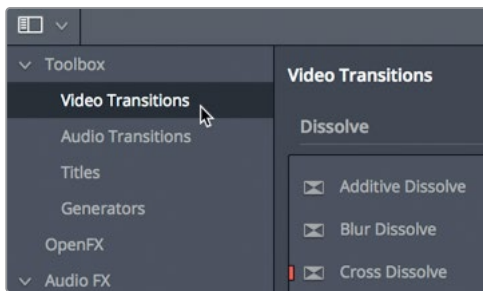 Toolbox
Video Transitions
Audio Transitions
Titles
Generators
OpenFX
Audio FX
Video Transitions
Dissolve
Additive Dissolve
Blur Dissolve
Cross Dissolve